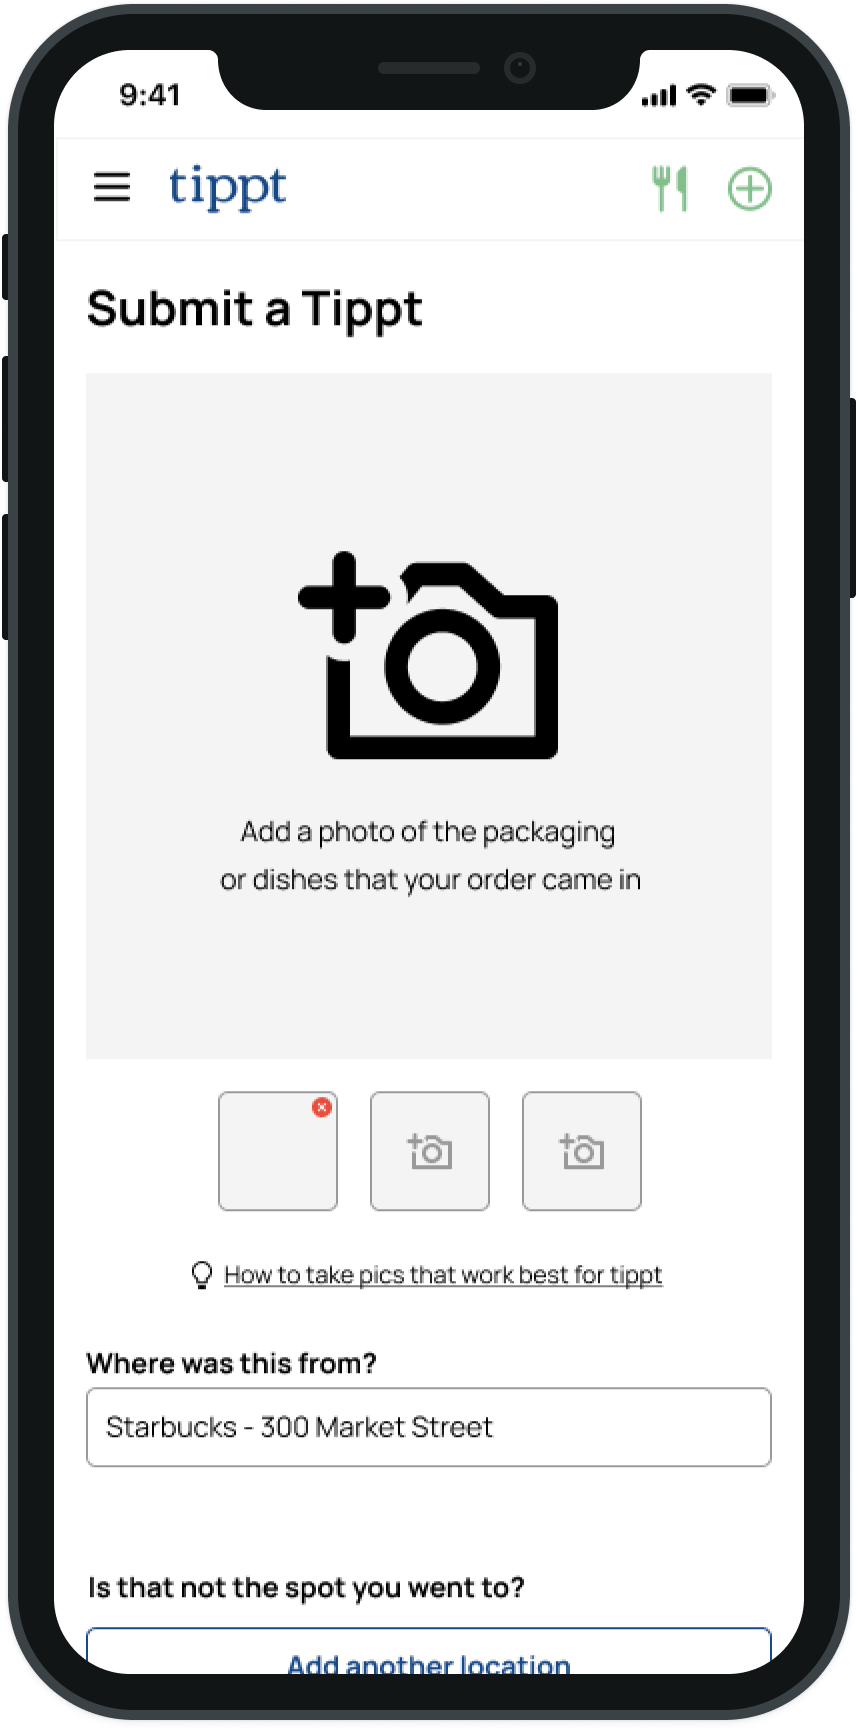 9:41
tippt
Submit a Tippt
Add a photo of the packaging
or dishes that your order came in
How to take pics that work best for tippt
Where was this from?
Starbucks - 300 Market Street
Is that not the spot you went to?
Add another location